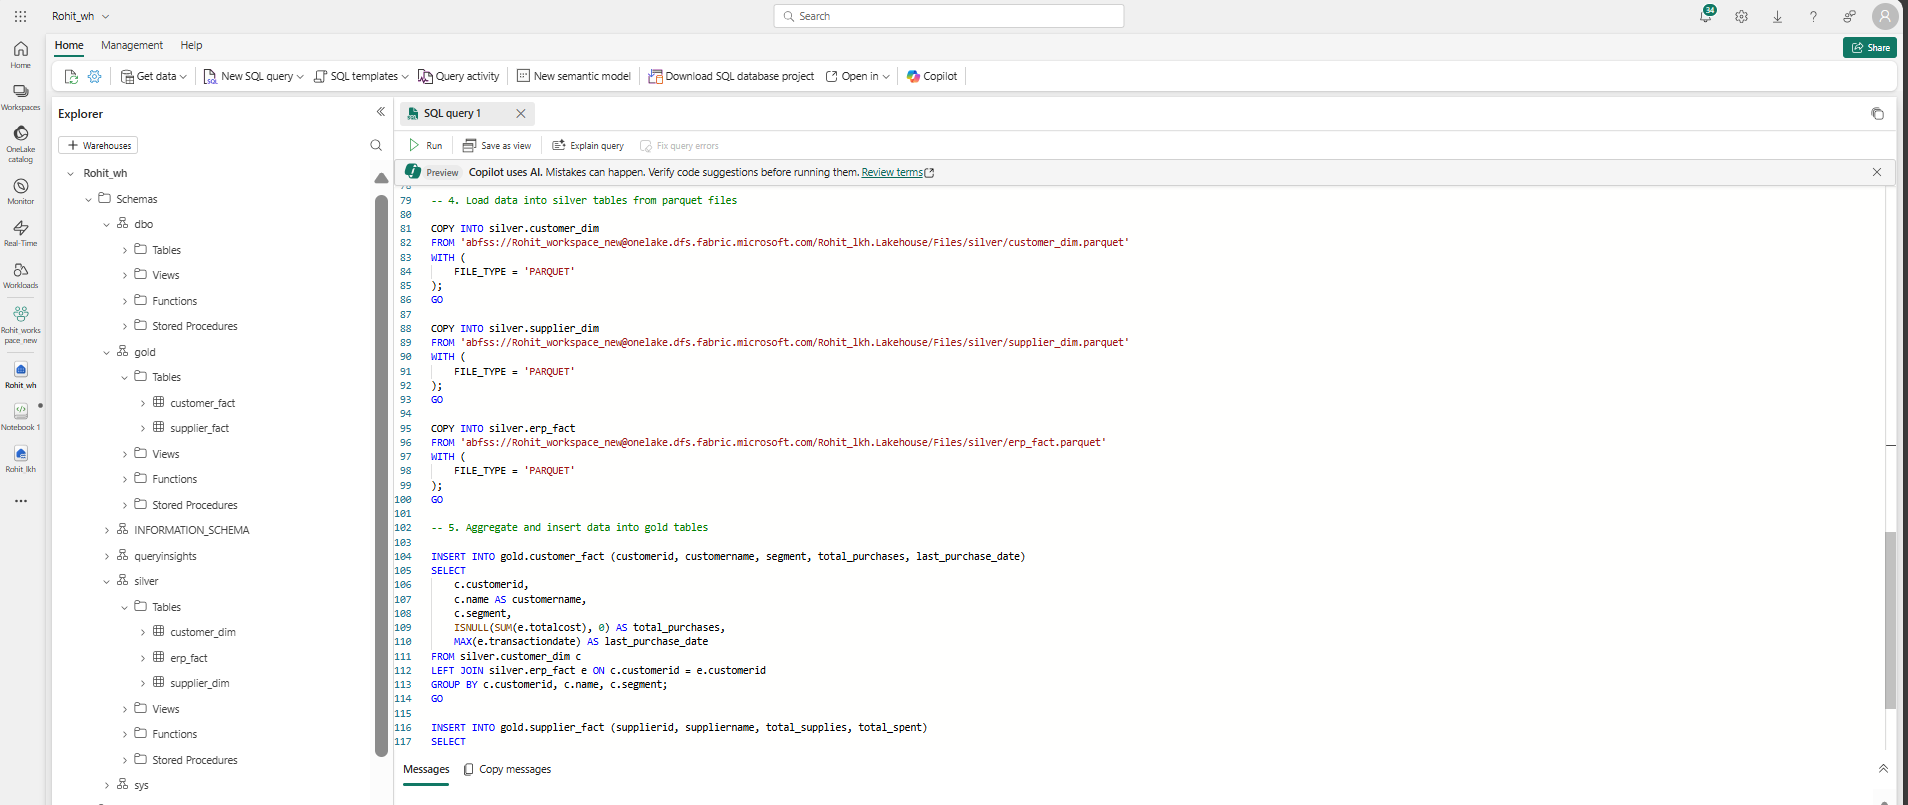 Rohit_wh
Search
34
Home Management Help
Share
Get data New SQL query SQL templates Query activity New semantic model Download SQL database project Open in Copilot
Home
Workspaces
OneLake
catalog
Monitor
Real-Time
Workloads
Rohit_works
pace_new
Rohit_wh
Notebook 1
Rohit_lkh
Explorer
Warehouses
Rohit_wh
Schemas
dbo
Tables
Views
Functions
Stored Procedures
gold
Tables
customer_fact
supplier_fact
Views
Functions
Stored Procedures
INFORMATION_SCHEMA
queryinsights
silver
Tables
customer_dim
erp_fact
supplier_dim
Views
Functions
Stored Procedures
sys
SQL query 1
Run Save as view Explain query Fix query errors
Preview Copilot uses AI. Mistakes can happen. Verify code suggestions before running them. Review terms
78
79 -- 4. Load data into silver tables from parquet files
80
81 COPY INTO silver.customer_dim
82 FROM 'abfss://Rohit_workspace_new@onelake.dfs.fabric.microsoft.com/Rohit_lkh.Lakehouse/Files/silver/customer_dim.parquet'
83 WITH (
84 FILE_TYPE = 'PARQUET'
85 );
86 GO
87
88 COPY INTO silver.supplier_dim
89 FROM 'abfss://Rohit_workspace_new@onelake.dfs.fabric.microsoft.com/Rohit_lkh.Lakehouse/Files/silver/supplier_dim.parquet'
90 WITH (
91 FILE_TYPE = 'PARQUET'
92 );
93 GO
94
95 COPY INTO silver.erp_fact
96 FROM 'abfss://Rohit_workspace_new@onelake.dfs.fabric.microsoft.com/Rohit_lkh.Lakehouse/Files/silver/erp_fact.parquet'
97 WITH (
98 FILE_TYPE = 'PARQUET'
99 );
100 GO
101
102 -- 5. Aggregate and insert data into gold tables
103
104 INSERT INTO gold.customer_fact (customerid, customername, segment, total_purchases, last_purchase_date)
105 SELECT
106 c.customerid,
107 c.name AS customername,
108 c.segment,
109 ISNULL(SUM(e.totalcost), 0) AS total_purchases,
110 MAX(e.transactiondate) AS last_purchase_date
111 FROM silver.customer_dim c
112 LEFT JOIN silver.erp_fact e ON c.customerid = e.customerid
113 GROUP BY c.customerid, c.name, c.segment;
114 GO
115
116 INSERT INTO gold.supplier_fact (supplierid, suppliername, total_supplies, total_spent)
117 SELECT
Messages Copy messages